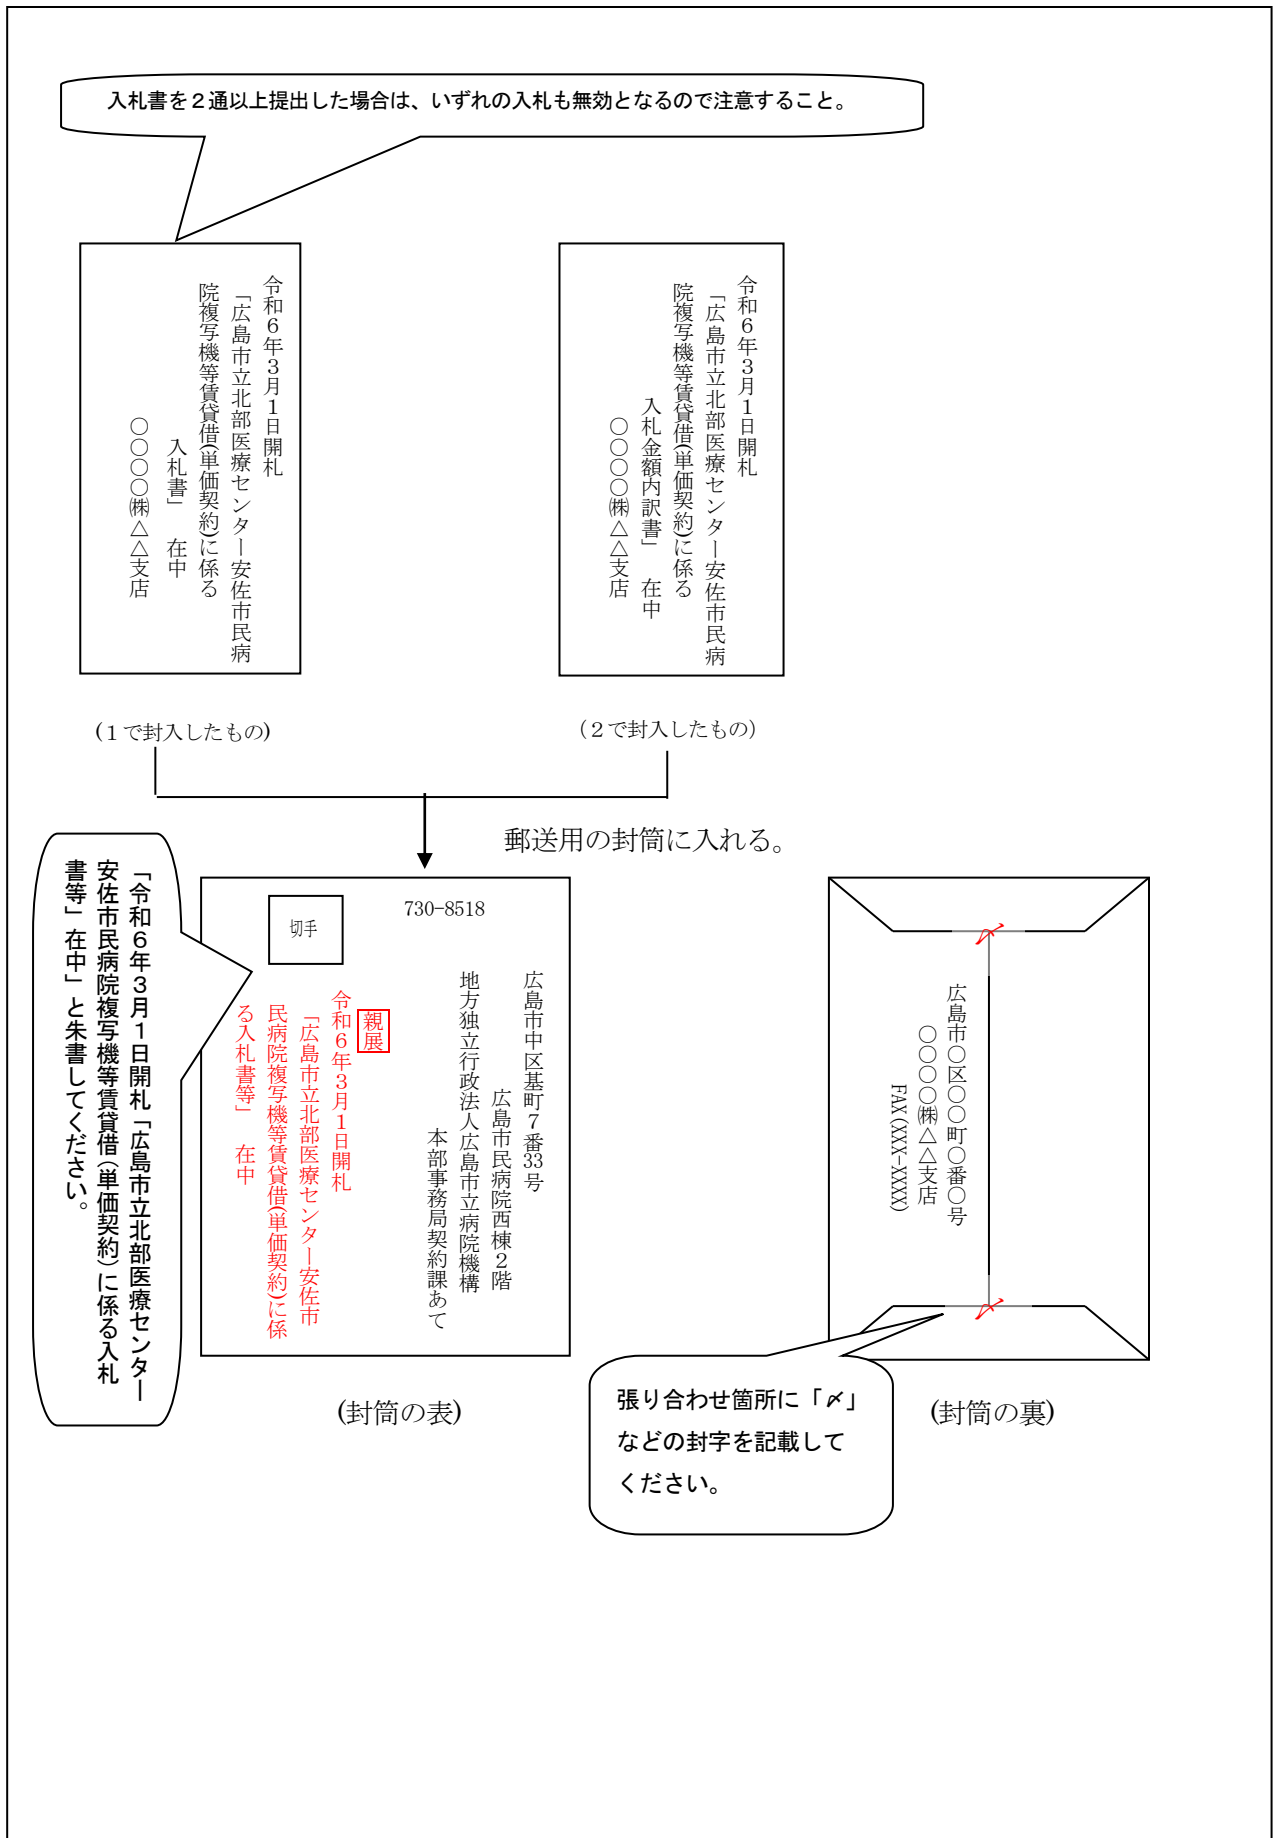 入札書を２通以上提出した場合は、いずれの入札も無効となるので注意すること。
令和６年３月１日開札
「広島市立北部医療センター安佐市民病
院複写機等賃貸借(単価契約)に係る
入札書」　在中
〇〇〇〇㈱△△支店
(１で封入したもの)
令和６年３月１日開札
「広島市立北部医療センター安佐市民病
院複写機等賃貸借(単価契約)に係る
入札金額内訳書」　在中
〇〇〇〇㈱△△支店
(２で封入したもの)
郵送用の封筒に入れる。
「令和６年３月１日開札「広島市立北部医療センター
安佐市民病院複写機等賃貸借(単価契約)に係る入札
書等」在中」と朱書してください。
切手
730-8518
広島市中区基町７番33号
広島市民病院西棟２階
地方独立行政法人広島市立病院機構
本部事務局契約課あて
親展
令和６年３月１日開札
「広島市立北部医療センター安佐市
民病院複写機等賃貸借(単価契約)に係
る入札書等」　在中
(封筒の表)
〆
広島市〇区〇〇町〇番〇号
〇〇〇〇㈱△△支店
FAX(XXX-XXXX)
〆
張り合わせ箇所に「〆」
などの封字を記載して
ください。
(封筒の裏)